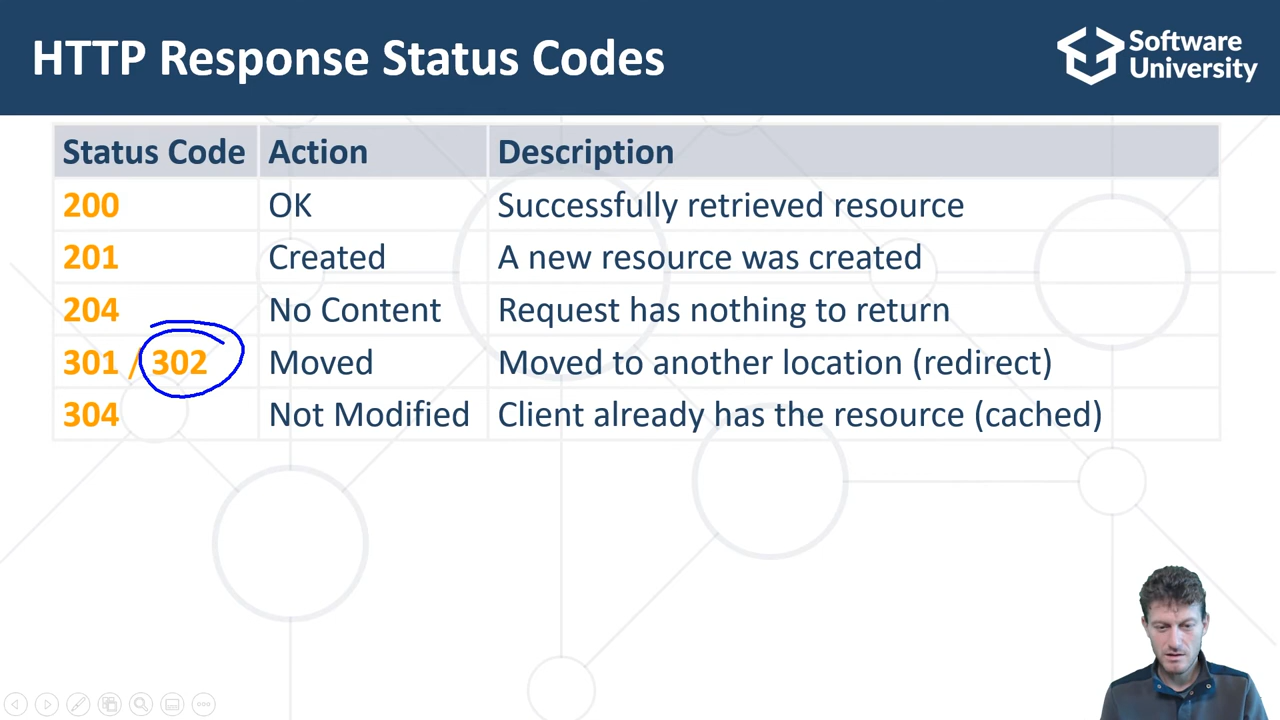 HTTP Response Status Codes
Software
University
Status Code Action Description
200 OK Successfully retrieved resource
201 Created A new resource was created
204 No Content Request has nothing to return
301 / 302 Moved Moved to another location (redirect)
304 Not Modified Client already has the resource (cached)